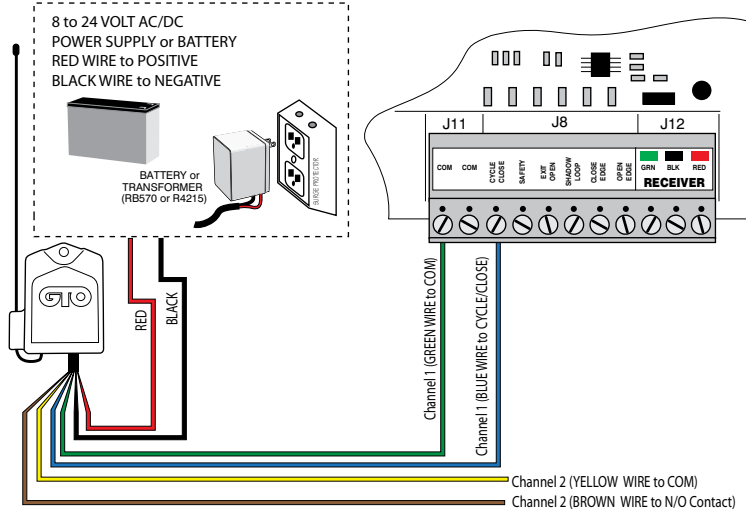 8 to 24 VOLT AC/DC
POWER SUPPLY or BATTERY
RED WIRE to POSITIVE
BLACK WIRE to NEGATIVE
BATTERY or
TRANSFORMER
(RB570 or R4215)
SURGE PROTECTOR
J11
J8
J12
COM
COM
CYCLE
CLOSE
SAFETY
EXIT
OPEN
SHADOW
LOOP
CLOSE
EDGE
OPEN
EDGE
GRN
BLK
RED
RECEIVER
GTO
RED
BLACK
Channel 1 (GREEN WIRE to COM)
Channel 1 (BLUE WIRE to CYCLE/CLOSE)
Channel 2 (YELLOW WIRE to COM)
Channel 2 (BROWN WIRE to N/O Contact)